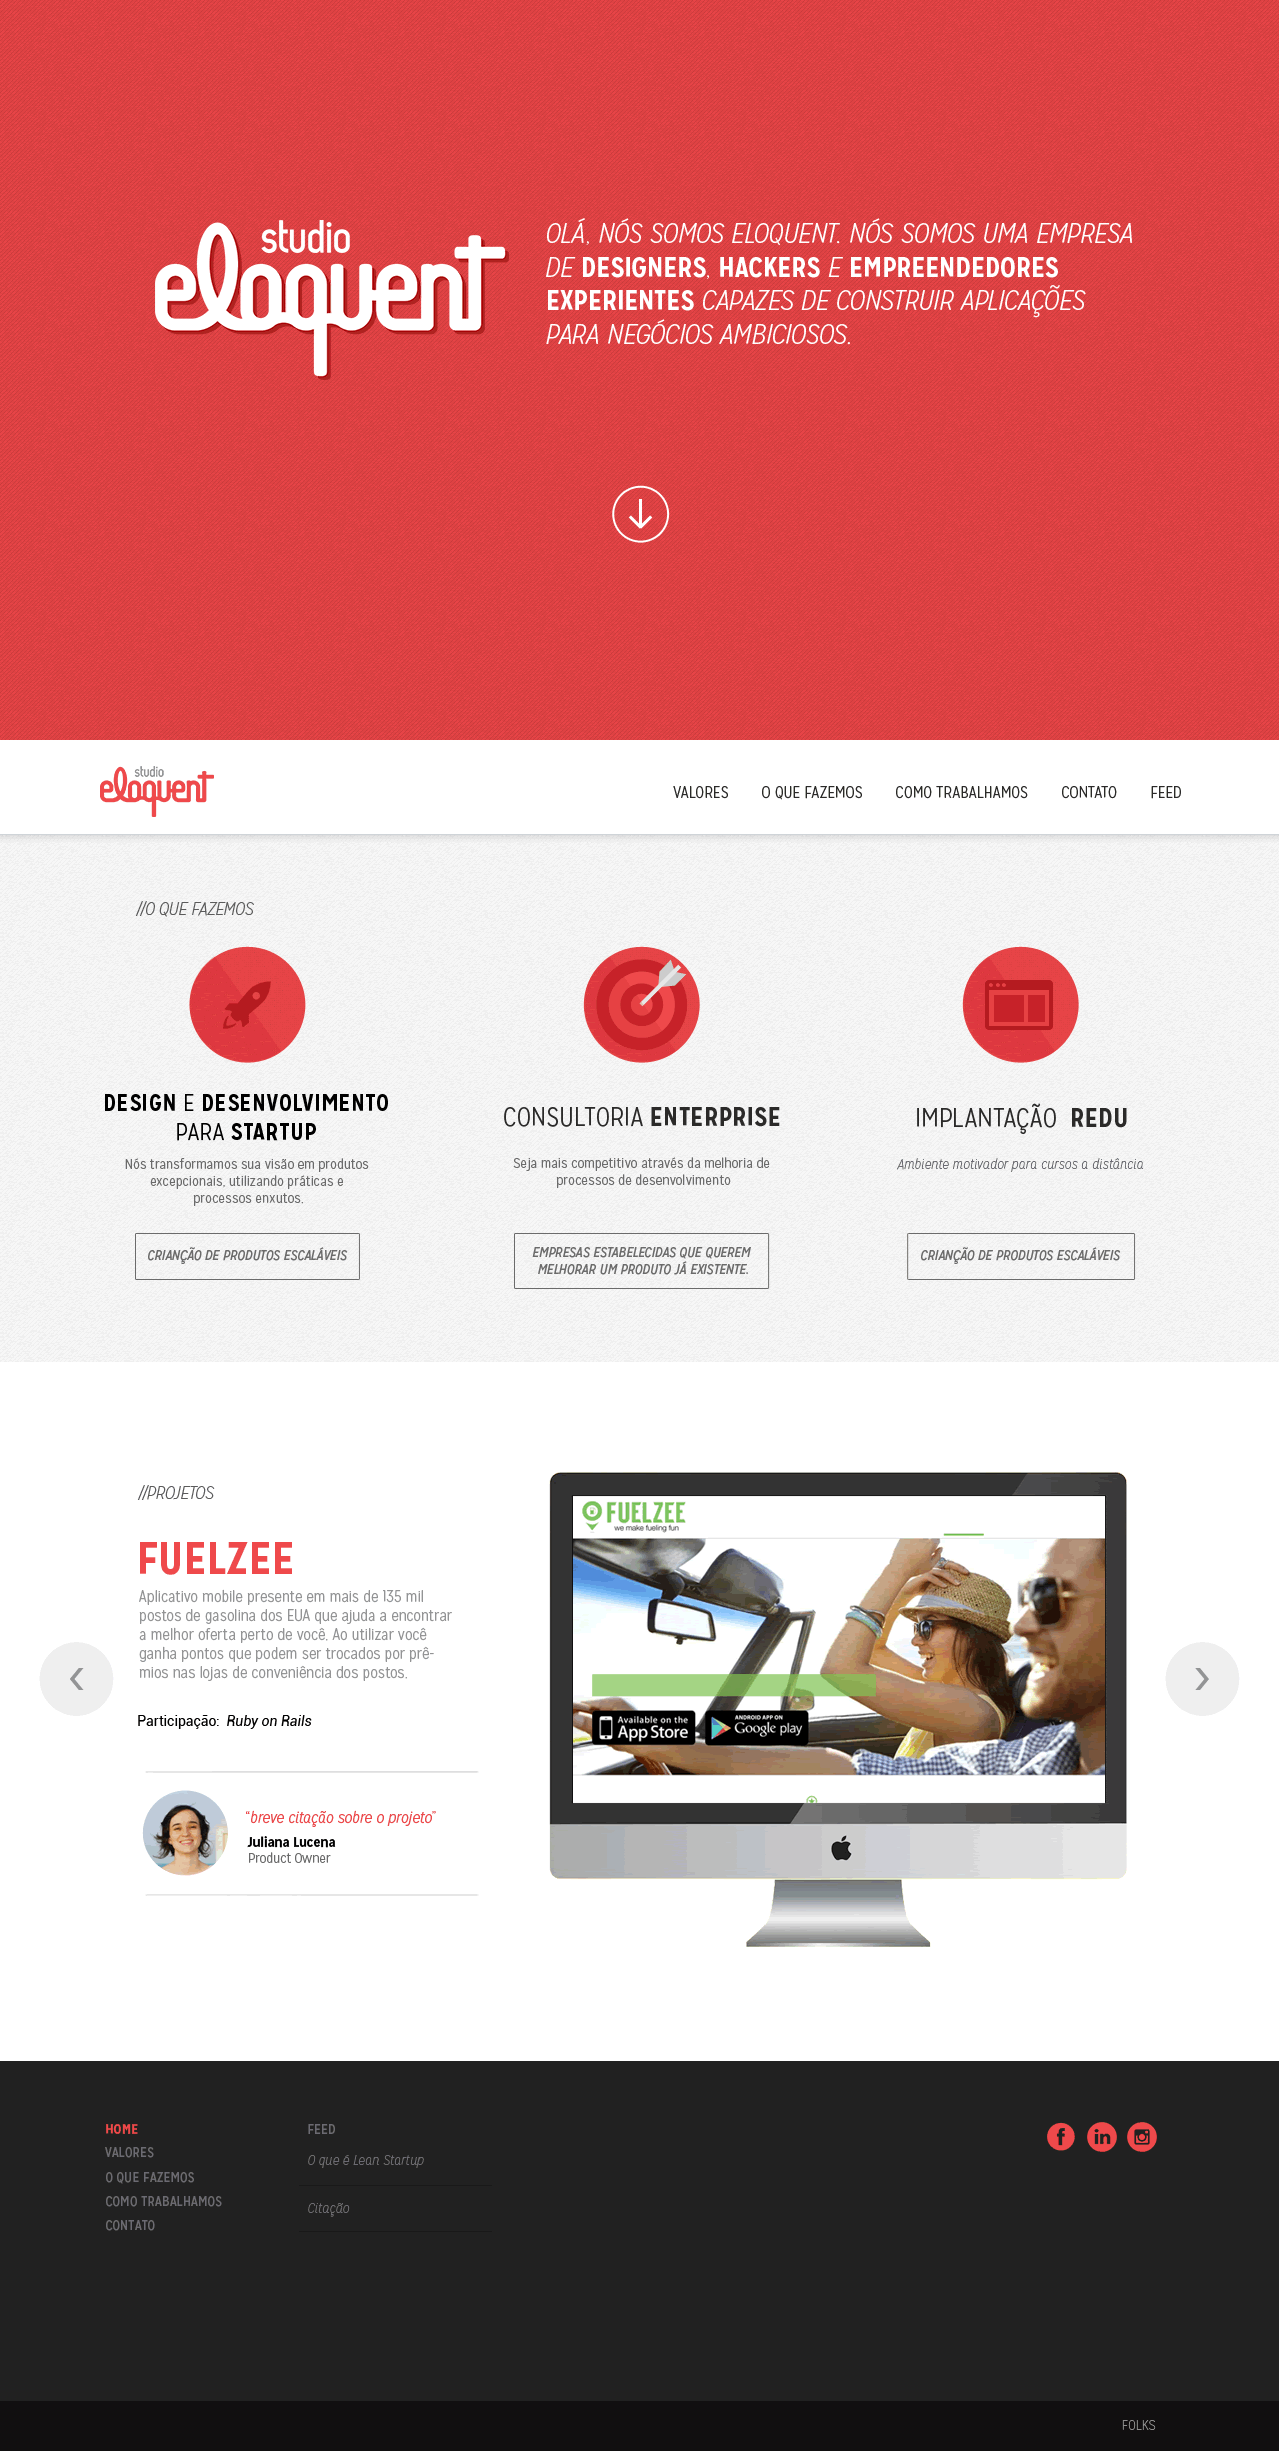 studio
eloquent
OLÁ, NÓS SOMOS ELOQUENT. NÓS SOMOS UMA EMPRESA
DE DESIGNERS, HACKERS E EMPREENDEDORES
EXPERIENTES CAPAZES DE CONSTRUIR APLICAÇÕES
PARA NEGÓCIOS AMBICIOSOS.
studio
eloquent
VALORES O QUE FAZEMOS COMO TRABALHAMOS CONTATO FEED
//O QUE FAZEMOS
DESIGN E DESENVOLVIMENTO
PARA STARTUP
Nós transformamos sua visão em produtos
excepcionais, utilizando práticas e
processos enxutos.
CRIANÇÃO DE PRODUTOS ESCALÁVEIS
CONSULTORIA ENTERPRISE
Seja mais competitivo através da melhoria de
processos de desenvolvimento
EMPRESAS ESTABELECIDAS QUE QUEREM
MELHORAR UM PRODUTO JÁ EXISTENTE.
IMPLANTAÇÃO REDU
Ambiente motivador para cursos a distância
CRIANÇÃO DE PRODUTOS ESCALÁVEIS
//PROJETOS
FUELZEE
Aplicativo mobile presente em mais de 135 mil
postos de gasolina dos EUA que ajuda a encontrar
a melhor oferta perto de você. Ao utilizar você
ganha pontos que podem ser trocados por prê-
mios nas lojas de conveniência dos postos.
Participação: Ruby on Rails
“breve citação sobre o projeto”
Juliana Lucena
Product Owner
FUELZEE
we make fueling fun
Available on the
App Store
ANDROID APP ON
Google play
HOME
VALORES
O QUE FAZEMOS
COMO TRABALHAMOS
CONTATO
FEED
O que é Lean Startup
Citação
f in
FOLKS